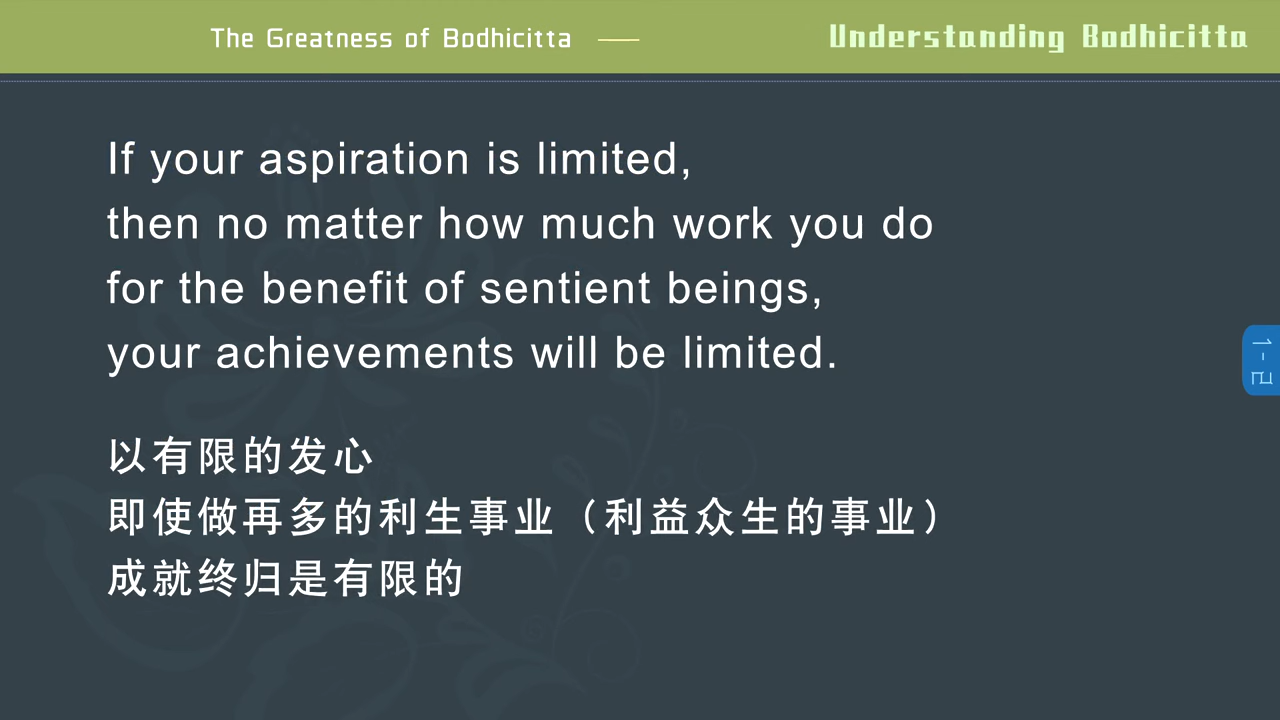 The Greatness of Bodhicitta
Understanding Bodhicitta
If your aspiration is limited,
then no matter how much work you do
for the benefit of sentient beings,
your achievements will be limited.
以有限的发心
即使做再多的利生事业（利益众生的事业）
成就终归是有限的